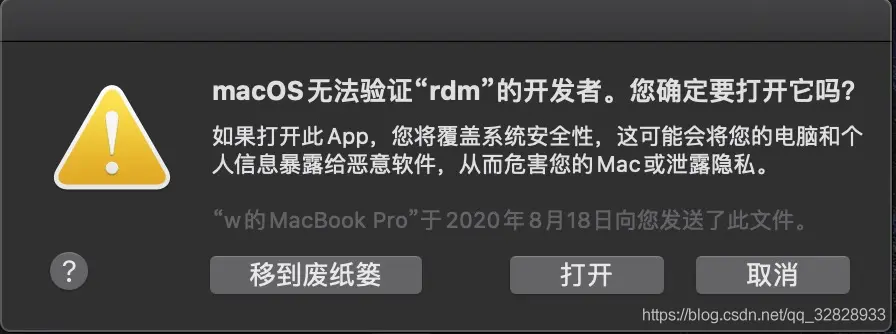 macOS无法验证“rdm”的开发者。您确定要打开它吗？
如果打开此App，您将覆盖系统安全性，这可能会将您的电脑和个
人信息暴露给恶意软件，从而危害您的Mac或泄露隐私。
“w的MacBook Pro”于2020年8月18日向您发送了此文件。
?
移到废纸篓
打开
取消
https://blog.csdn.net/qq_32828933